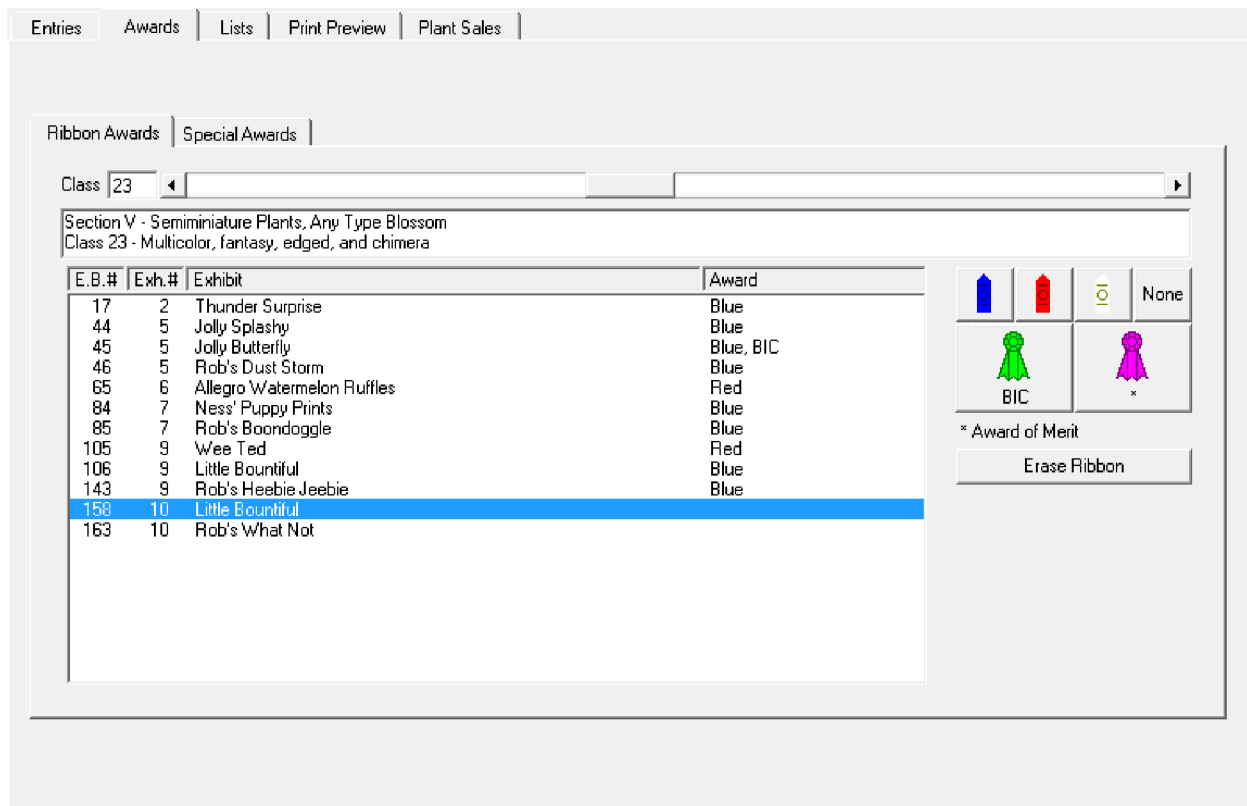 Entries Awards Lists Print Preview Plant Sales
Ribbon Awards Special Awards
Class 23
Section V - Semiminiature Plants, Any Type Blossom
Class 23 - Multicolor, fantasy, edged, and chimera
E.B.# Exh.# Exhibit Award
17 2 Thunder Surprise Blue
44 5 Jolly Splashy Blue
45 5 Jolly Butterfly Blue, BIC
46 5 Rob's Dust Storm Blue
65 6 Allegro Watermelon Ruffles Red
84 7 Ness' Puppy Prints Blue
85 7 Rob's Boondoggle Blue
105 9 Wee Ted Red
106 9 Little Bountiful Blue
143 9 Rob's Heebie Jeebie Blue
158 10 Little Bountiful
163 10 Rob's What Not
None
BIC *
* Award of Merit
Erase Ribbon